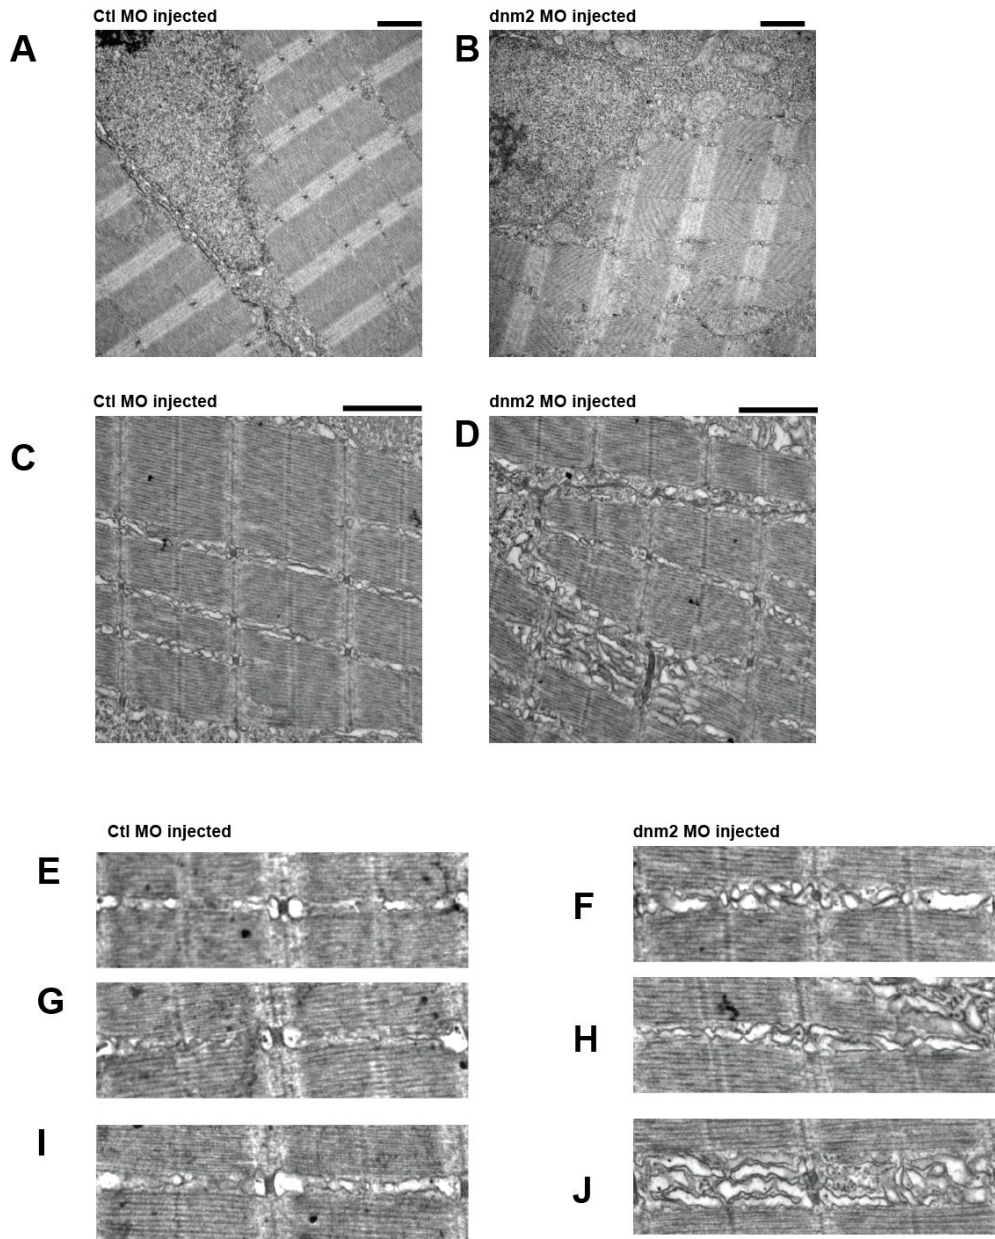 Ctl MO injected
A
dnm2 MO injected
B
Ctl MO injected
C
dnm2 MO injected
D
Ctl MO injected
dnm2 MO injected
E
F
G
H
I
J